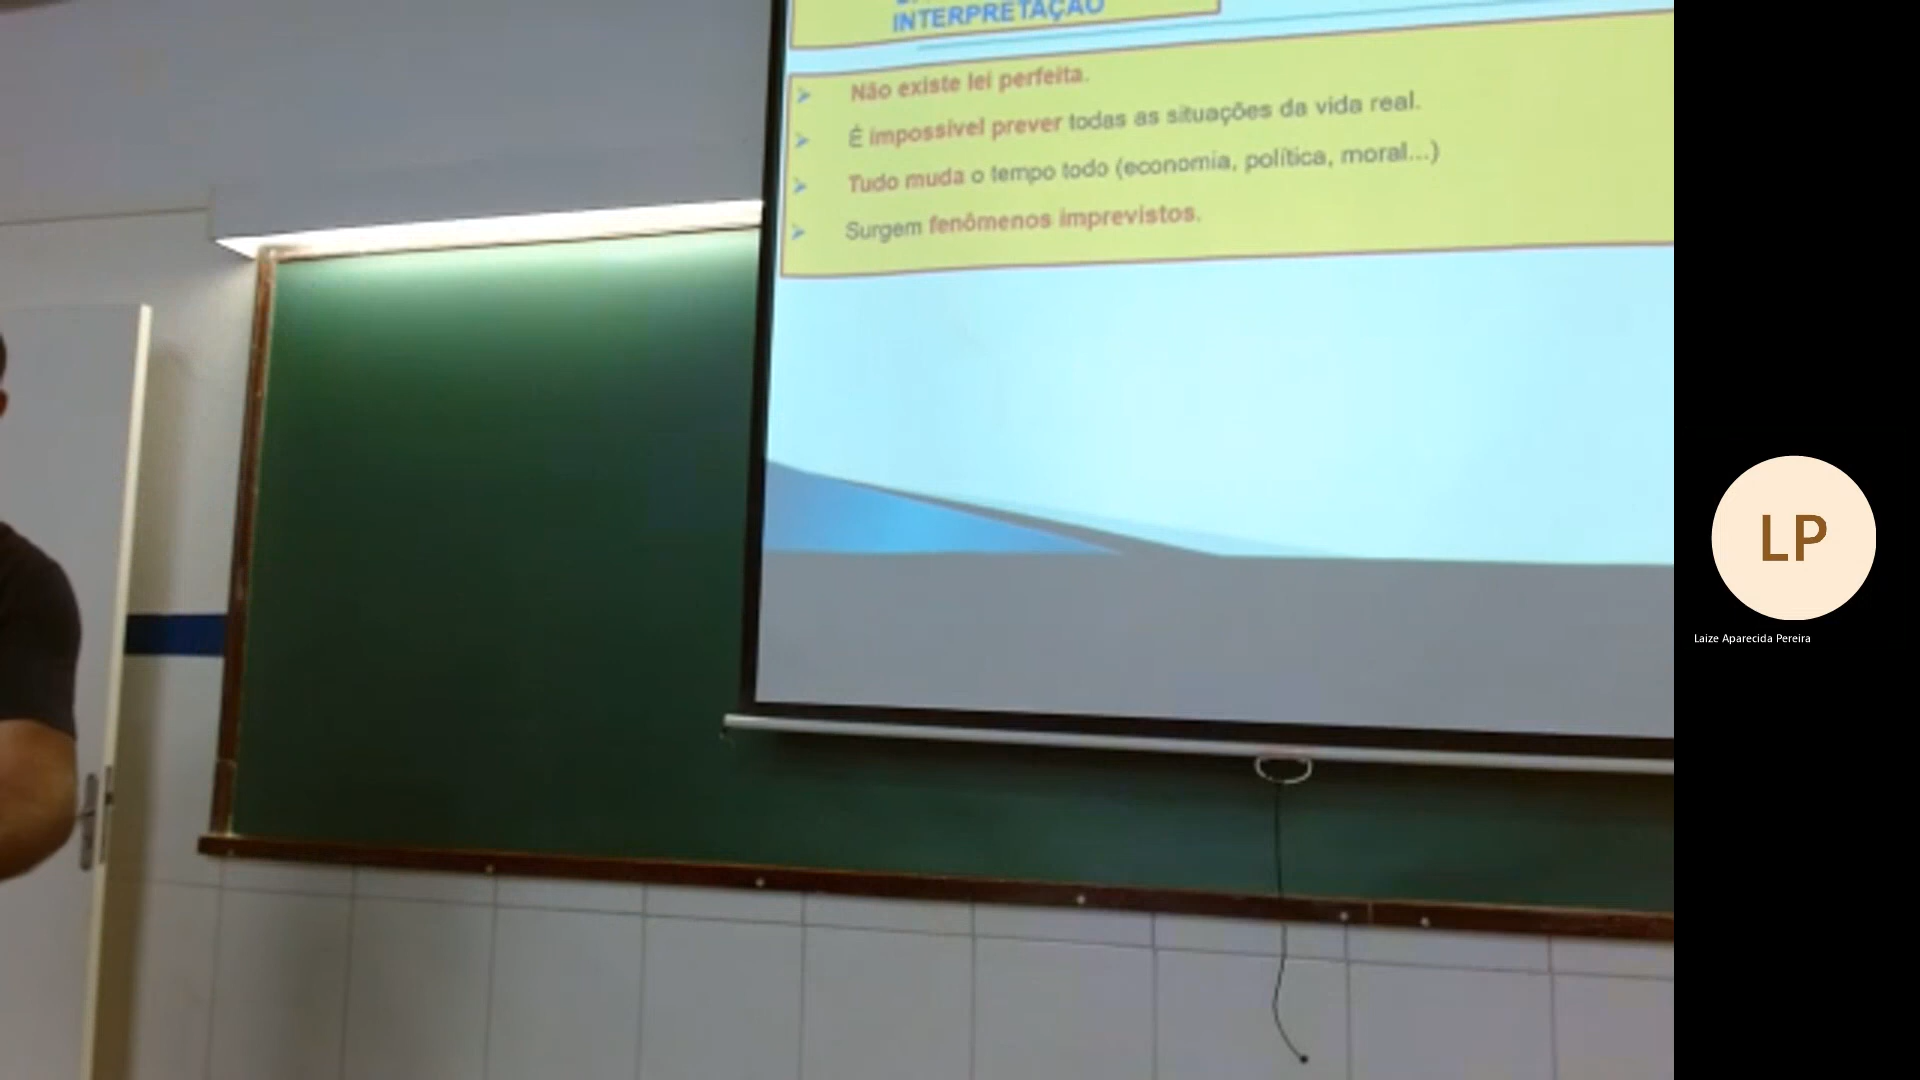 INTERPRETAÇÃO
Não existe lei perfeita.
É impossível prever todas as situações da vida real.
Tudo muda o tempo todo (economia, política, moral...)
Surgem fenômenos imprevistos.
LP
Laize Aparecida Pereira